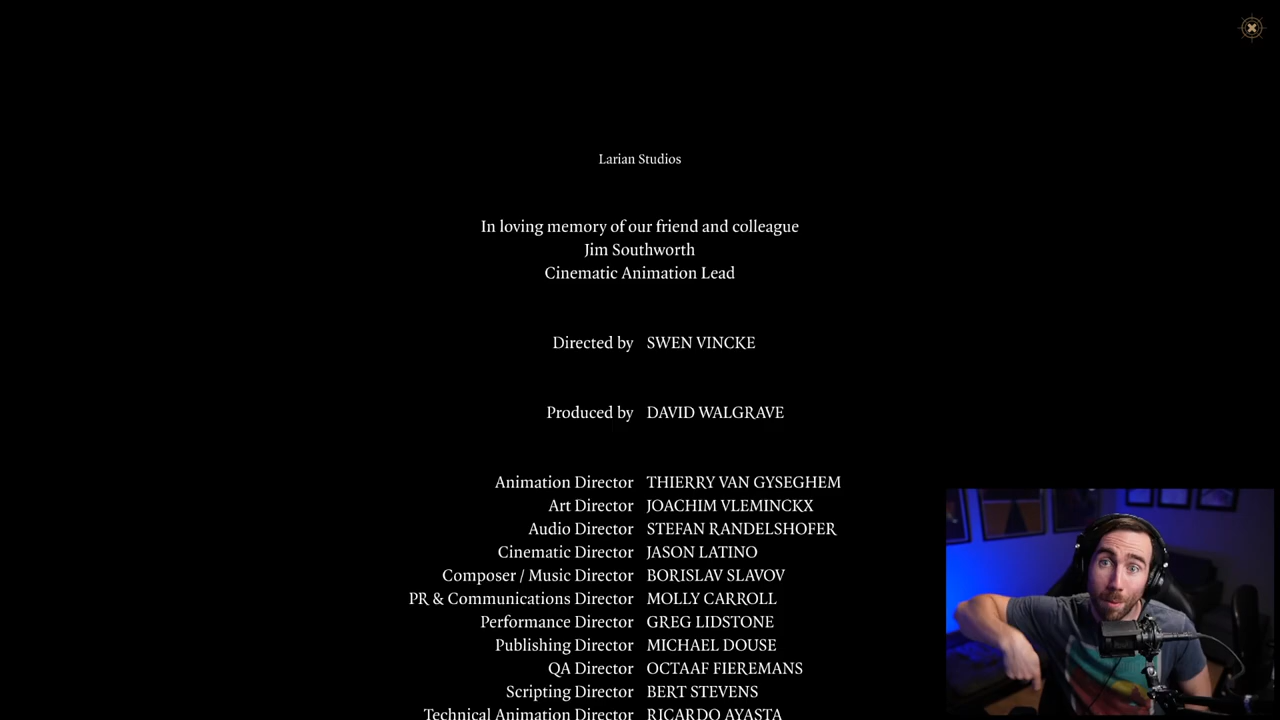 Larian Studios
In loving memory of our friend and colleague
Jim Southworth
Cinematic Animation Lead
Directed by SWEN VINCKE
Produced by DAVID WALGRAVE
Animation Director THIERRY VAN GYSEGHEM
Art Director JOACHIM VLEMINCKX
Audio Director STEFAN RANDELSHOFER
Cinematic Director JASON LATINO
Composer / Music Director BORISLAV SLAVOV
PR & Communications Director MOLLY CARROLL
Performance Director GREG LIDSTONE
Publishing Director MICHAEL DOUSE
QA Director OCTAAF FIEREMANS
Scripting Director BERT STEVENS
Technical Animation Director RICARDO AYASTA